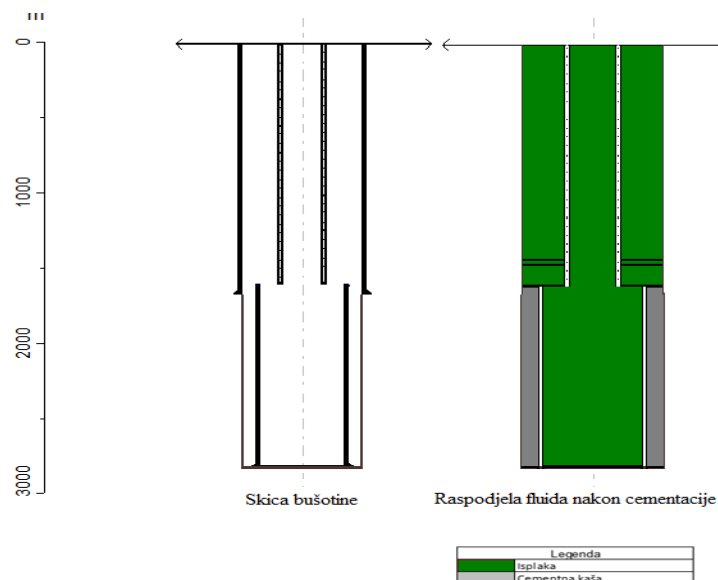 m
0
1000
2000
3000
Skica bušotine
Raspodjela fluida nakon cementacije
Legenda
Isplaka
Cementna kaša